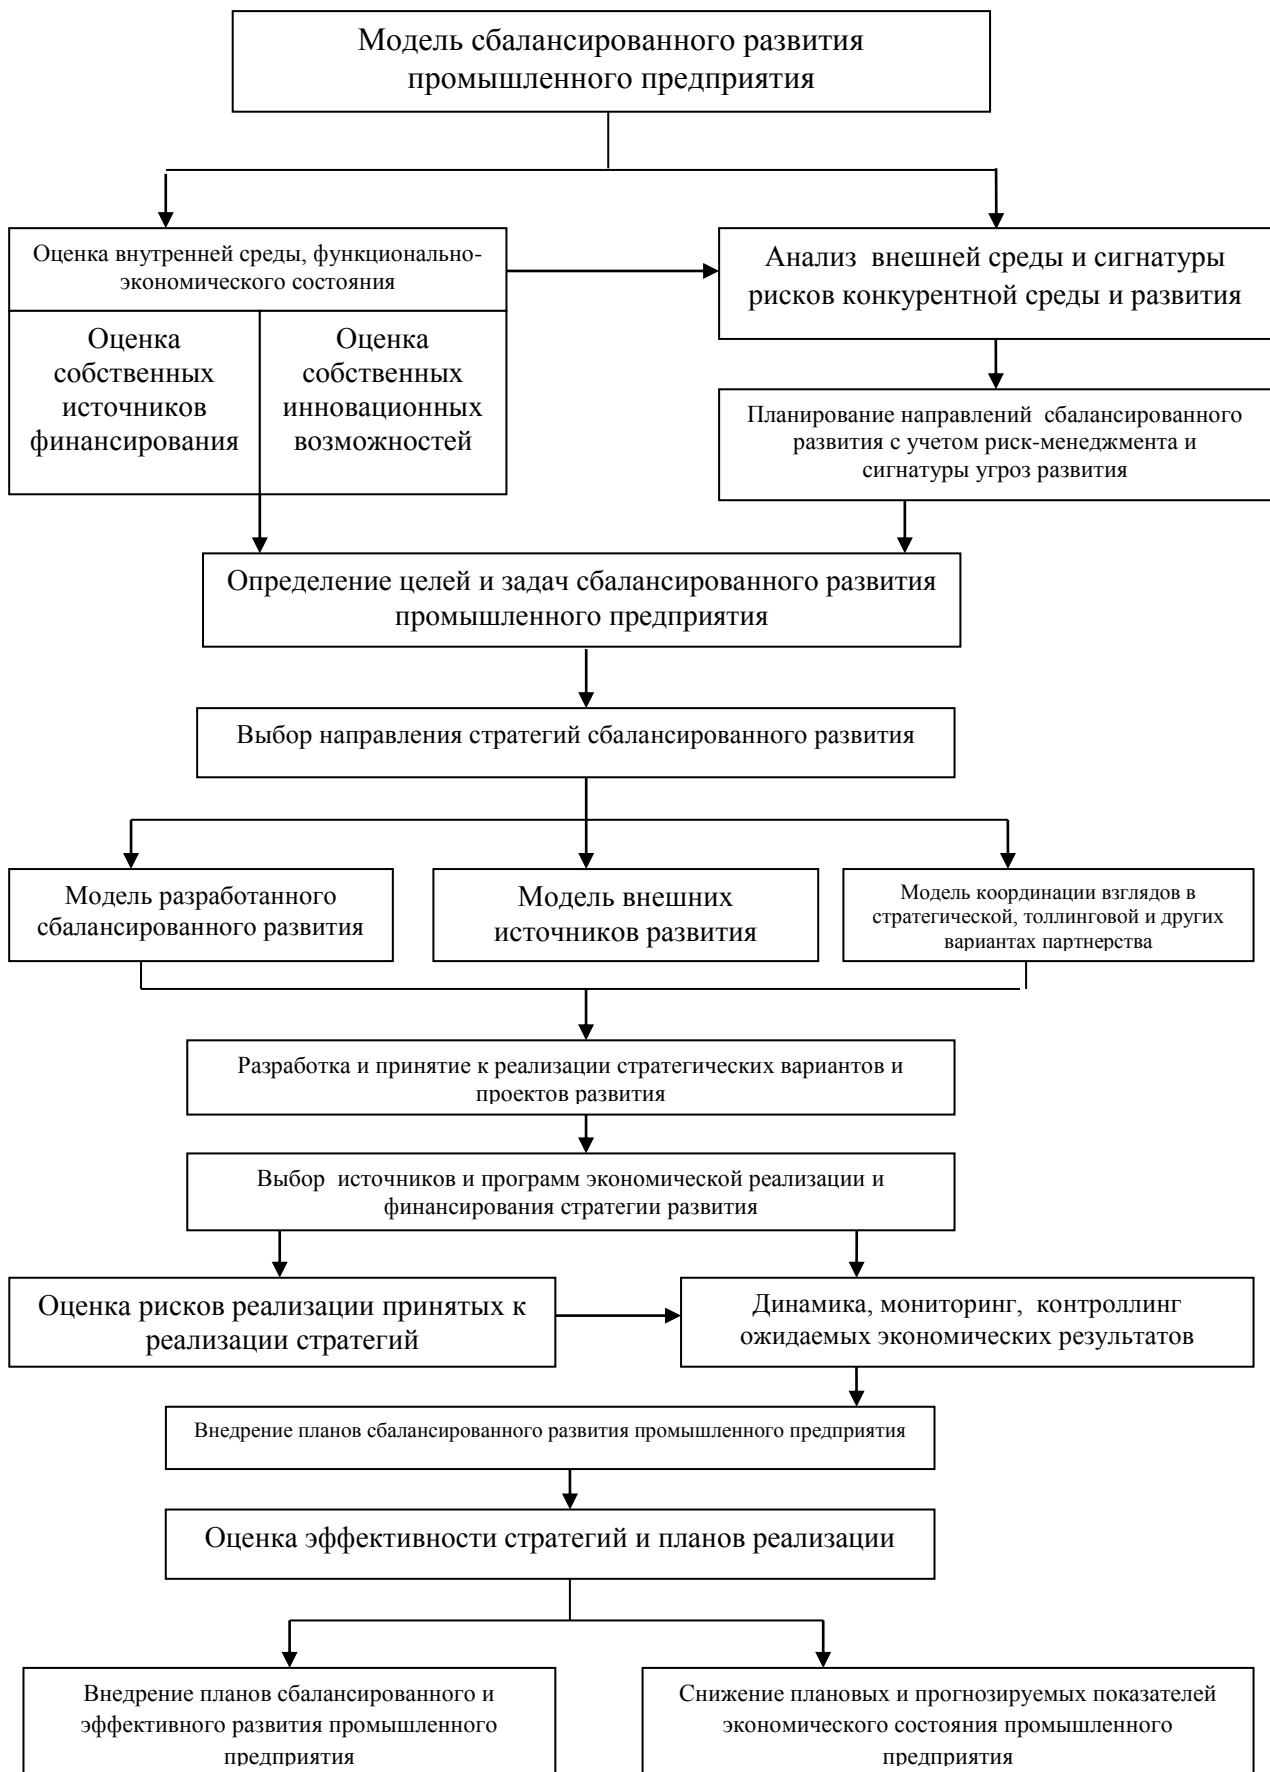 Модель сбалансированного развития
промышленного предприятия
Оценка внутренней среды, функционально-
экономического состояния
Анализ внешней среды и сигнатуры
рисков конкурентной среды и развития
Оценка
собственных
источников
финансирования
Оценка
собственных
инновационных
возможностей
Планирование направлений сбалансированного
развития с учетом риск-менеджмента и
сигнатуры угроз развития
Определение целей и задач сбалансированного развития
промышленного предприятия
Выбор направления стратегий сбалансированного развития
Модель разработанного
сбалансированного развития
Модель внешних
источников развития
Модель координации взглядов в
стратегической, толлинговой и других
вариантах партнерства
Разработка и принятие к реализации стратегических вариантов и
проектов развития
Выбор источников и программ экономической реализации и
финансирования стратегии развития
Оценка рисков реализации принятых к
реализации стратегий
Динамика, мониторинг, контроллинг
ожидаемых экономических результатов
Внедрение планов сбалансированного развития промышленного предприятия
Оценка эффективности стратегий и планов реализации
Внедрение планов сбалансированного и
эффективного развития промышленного
предприятия
Снижение плановых и прогнозируемых показателей
экономического состояния промышленного
предприятия